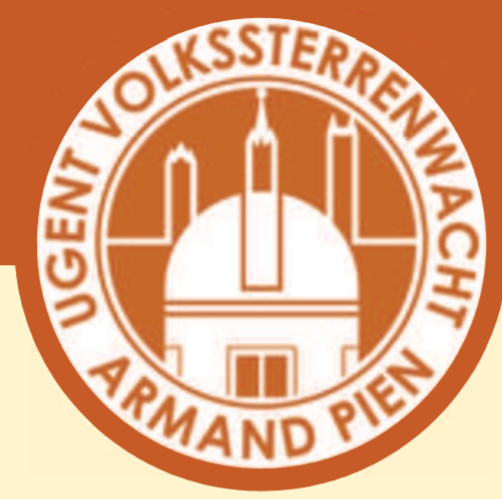 UGENT VOLKSSTERRENWACHT
ARMAND PIEN